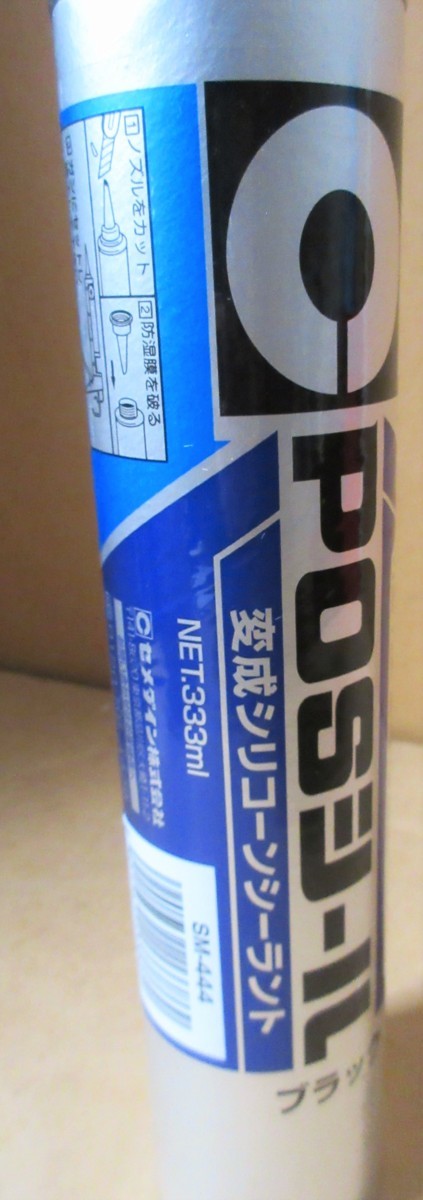 POSシール
変成シリコーンシーラント
NET.333ml
1 ノズルをカット
2 防湿膜を破る
C セメダイン株式会社
SM-444
ブラッ